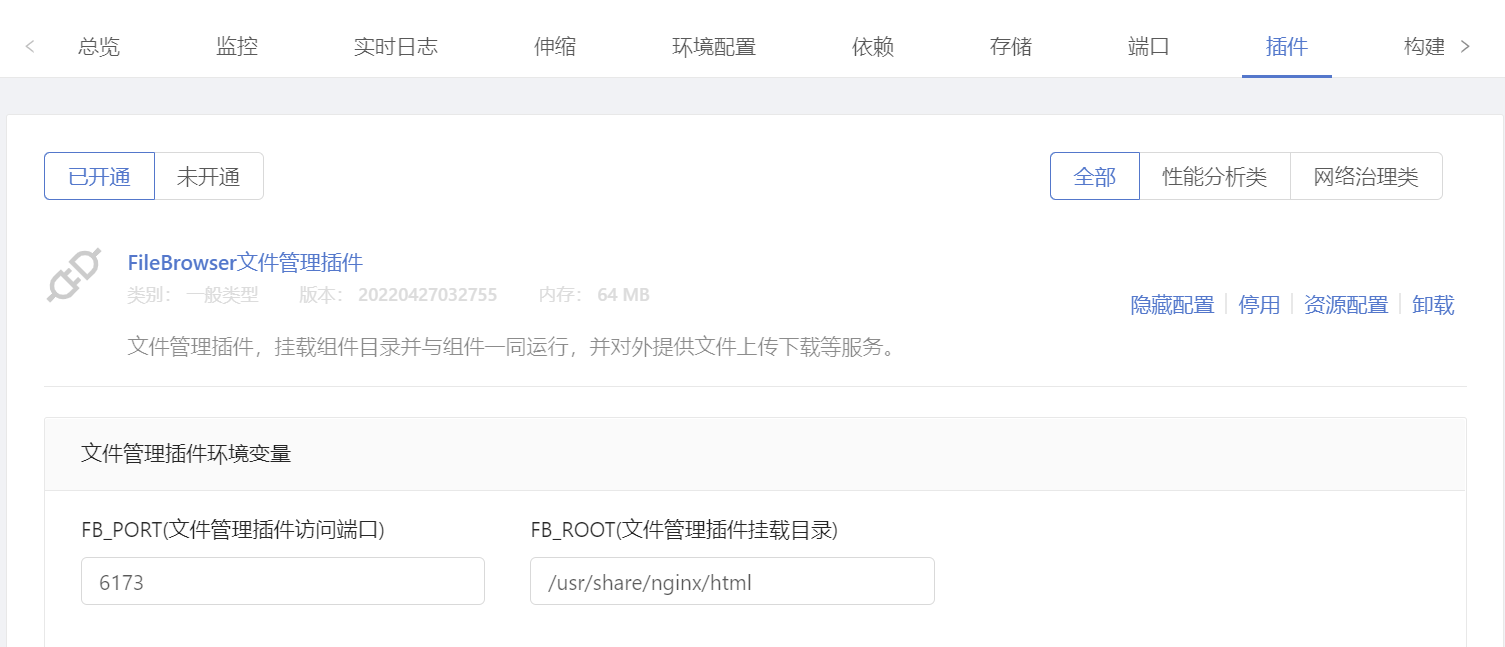 < 总览 监控 实时日志 伸缩 环境配置 依赖 存储 端口 插件 构建 >
已开通 未开通 全部 性能分析类 网络治理类
FileBrowser文件管理插件
类别： 一般类型 版本： 20220427032755 内存： 64 MB
隐藏配置 停用 资源配置 卸载
文件管理插件，挂载组件目录并与组件一同运行，并对外提供文件上传下载等服务。
文件管理插件环境变量
FB_PORT(文件管理插件访问端口) FB_ROOT(文件管理插件挂载目录)
6173 /usr/share/nginx/html